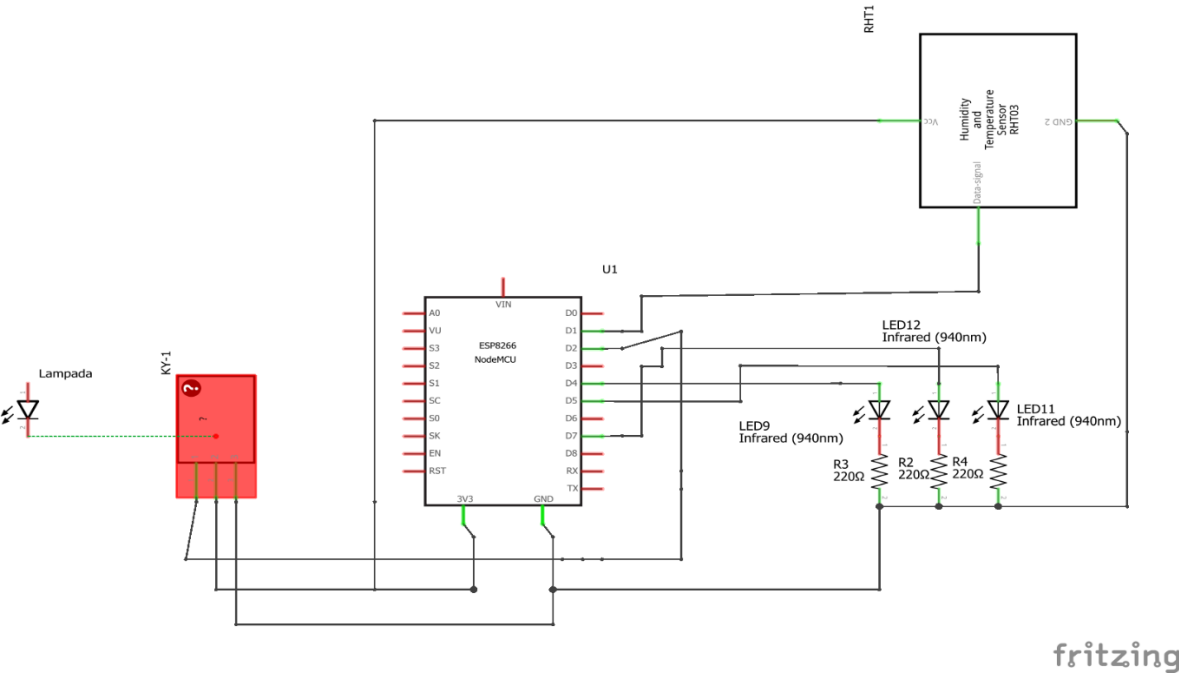 RHT1
Humidity
and
Temperature
Sensor
RHT03
Vcc
GND 2
Data-signal
U1
VIN
ESP8266
NodeMCU
A0
VU
S3
S2
S1
SC
S0
SK
EN
RST
D0
D1
D2
D3
D4
D5
D6
D7
D8
RX
TX
3V3
GND
KY-1
?
?
Lampada
1
2
LED12
Infrared (940nm)
LED9
Infrared (940nm)
LED11
Infrared (940nm)
R3
220Ω
R2
220Ω
R4
220Ω
fritzing